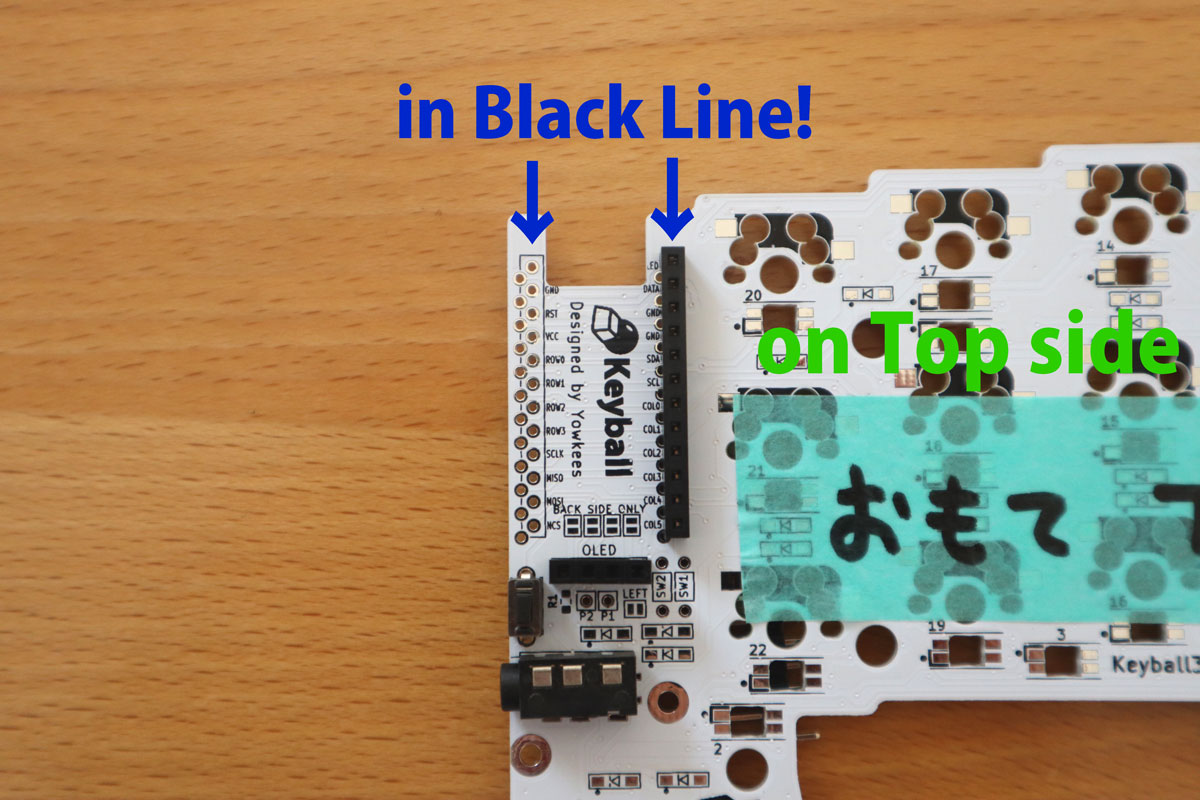 in Black Line!
on Top side
14
17
20
LED
DATA
GND
GND
SDA
SCL
COL0
COL1
COL2
COL3
COL4
COL5
GND
RST
VCC
ROW0
ROW1
ROW2
ROW3
SCLK
MISO
MOSI
NCS
Designed by Yowkees
Keyball
BACK SIDE ONLY
OLED
15
16
21
おもて
R1
P2 P1
LEFT
SW2
SW1
22
19
3
16
Keyball3
2